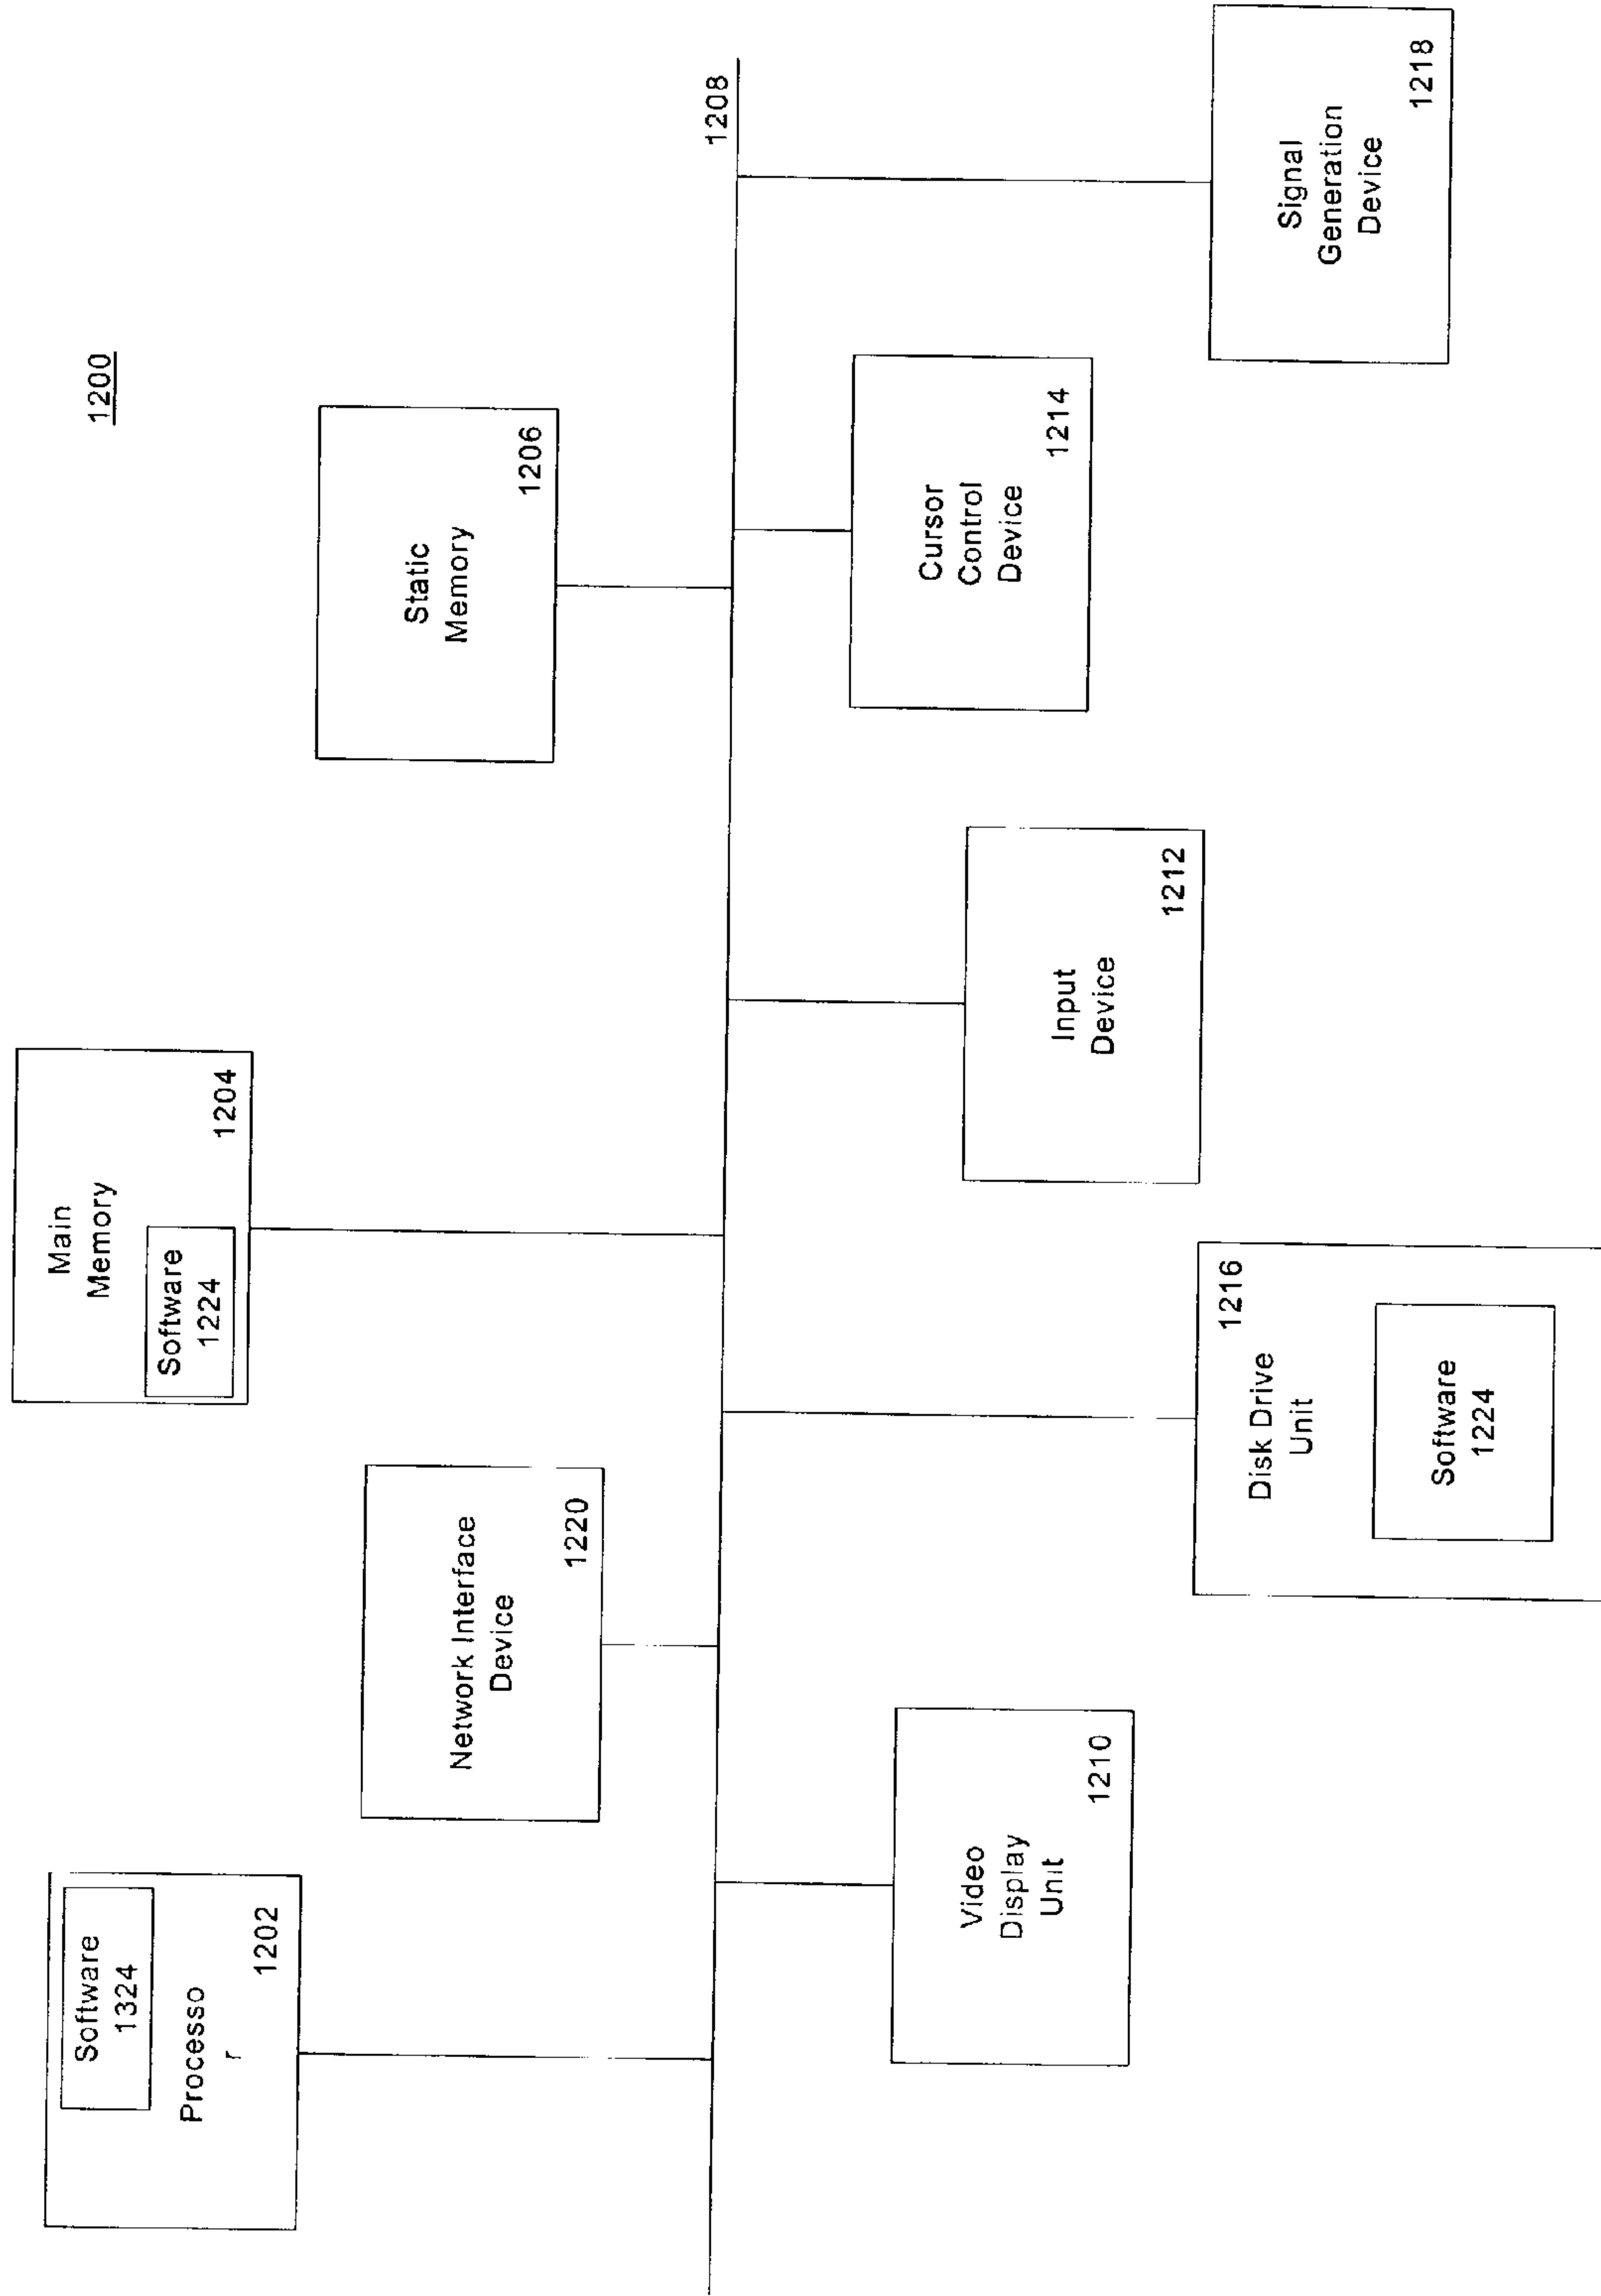 1200
Software
1324
Processo
r
1202
Main
Memory
Software
1224
1204
Network Interface
Device
1220
Static
Memory
1206
1208
Video
Display
Unit
1210
Disk Drive
Unit
1216
Software
1224
Input
Device
1212
Cursor
Control
Device
1214
Signal
Generation
Device
1218